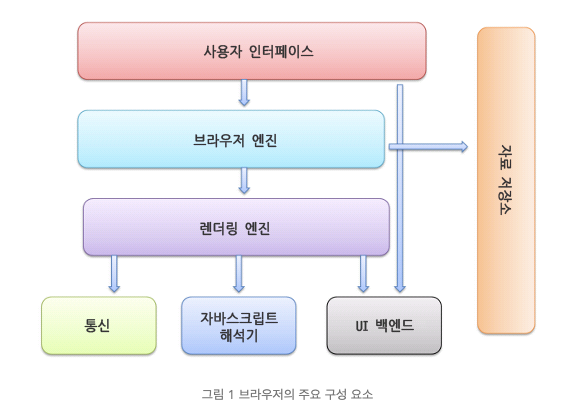 사용자 인터페이스
브라우저 엔진
자료 저장소
렌더링 엔진
통신
자바스크립트
해석기
UI 백엔드
그림 1 브라우저의 주요 구성 요소